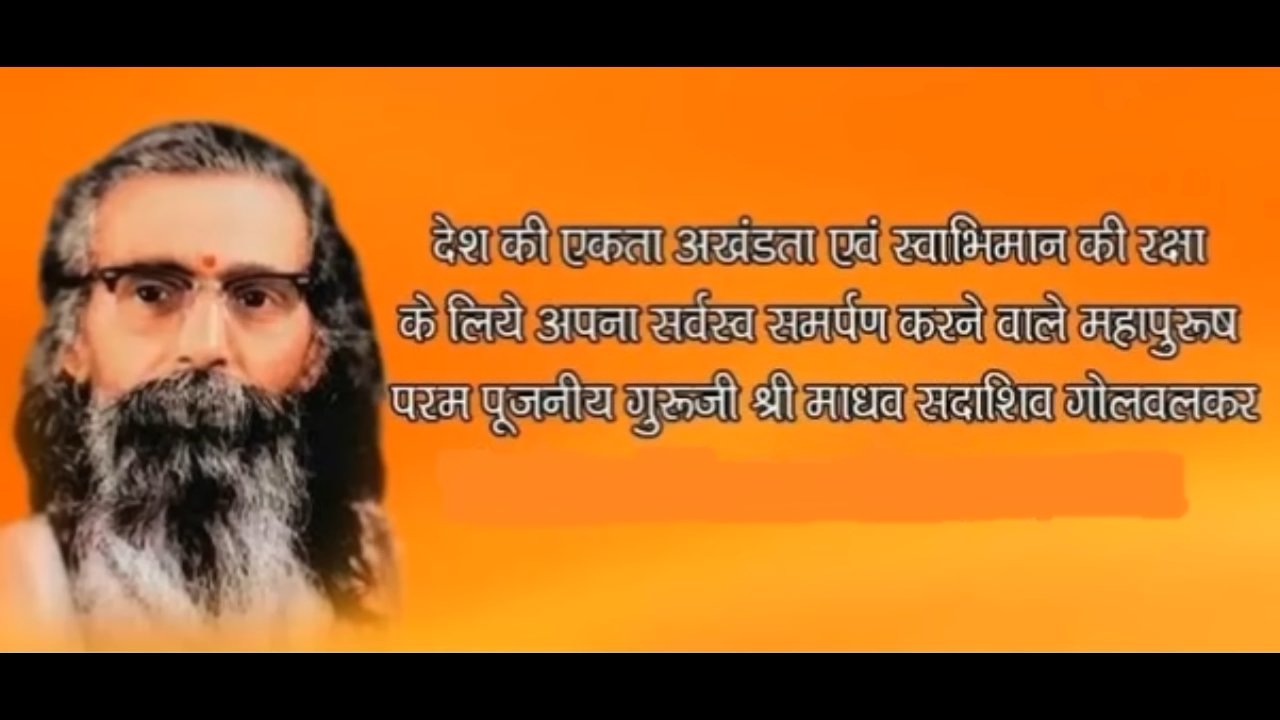 देश की एकता अखंडता एवं स्वाभिमान की रक्षा
के लिये अपना सर्वस्व समर्पण करने वाले महापुरूष
परम पूजनीय गुरूजी श्री माधव सदाशिव गोलवलकर